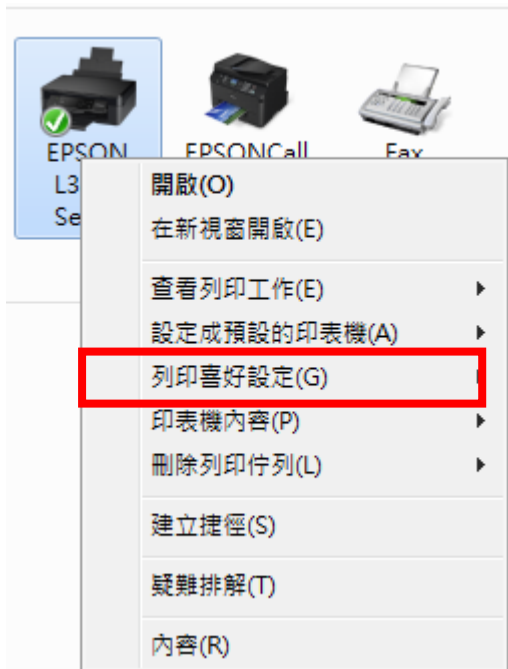 EPSON
EPSONCall
Fax
L3
Se
開啟(O)
在新視窗開啟(E)
查看列印工作(E)
設定成預設的印表機(A)
列印喜好設定(G)
印表機內容(P)
刪除列印佇列(L)
建立捷徑(S)
疑難排解(T)
內容(R)